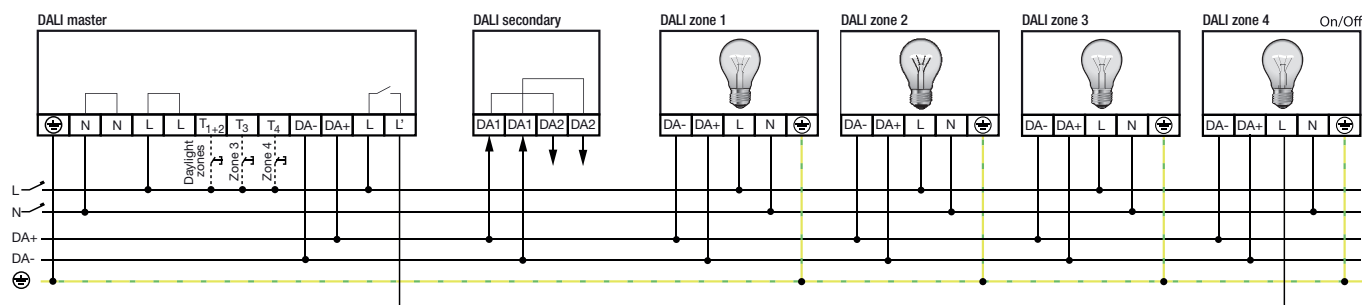 DALI master DALI secondary DALI zone 1 DALI zone 2 DALI zone 3 DALI zone 4 On/Off
N N L L T1+2 T3 T4 DA- DA+ L L' DA1 DA1 DA2 DA2 DA- DA+ L N DA- DA+ L N DA- DA+ L N DA- DA+ L N
Daylight zones
Zone 3
Zone 4
L
N
DA+
DA-